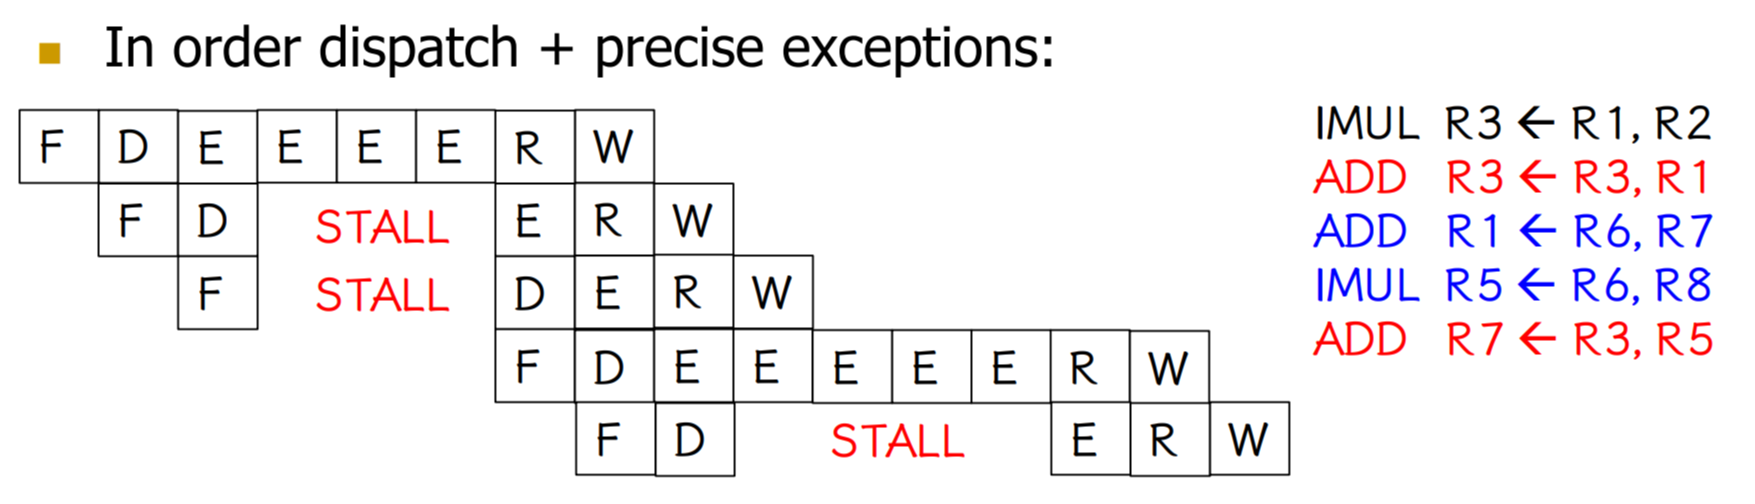 In order dispatch + precise exceptions:
F D E E E E R W
F D STALL E R W
F STALL D E R W
F D E E E E E R W
F D STALL E R W
IMUL R3 ← R1, R2
ADD R3 ← R3, R1
ADD R1 ← R6, R7
IMUL R5 ← R6, R8
ADD R7 ← R3, R5